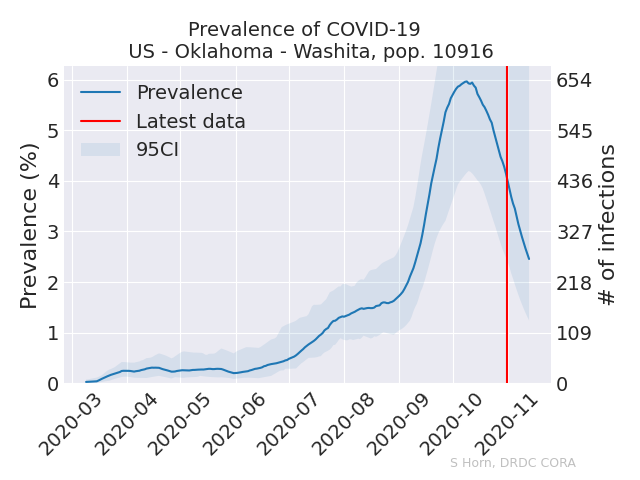 Prevalence of COVID-19
US - Oklahoma - Washita, pop. 10916
Prevalence
Latest data
95CI
Prevalence (%)
6
5
4
3
2
1
0
654
545
436
327
218
109
0
# of infections
2020-03
2020-04
2020-05
2020-06
2020-07
2020-08
2020-09
2020-10
2020-11
S Horn, DRDC CORA